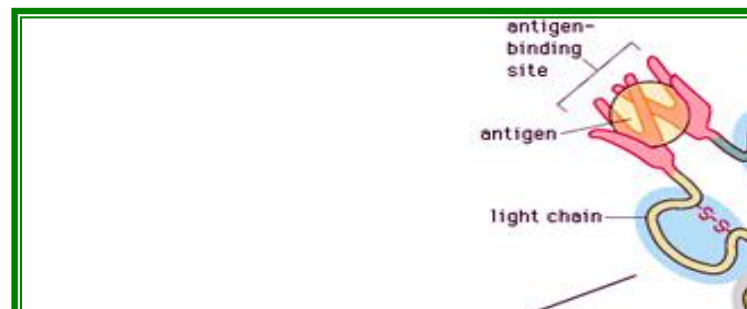 antigen-
binding
site
antigen
light chain
S-S